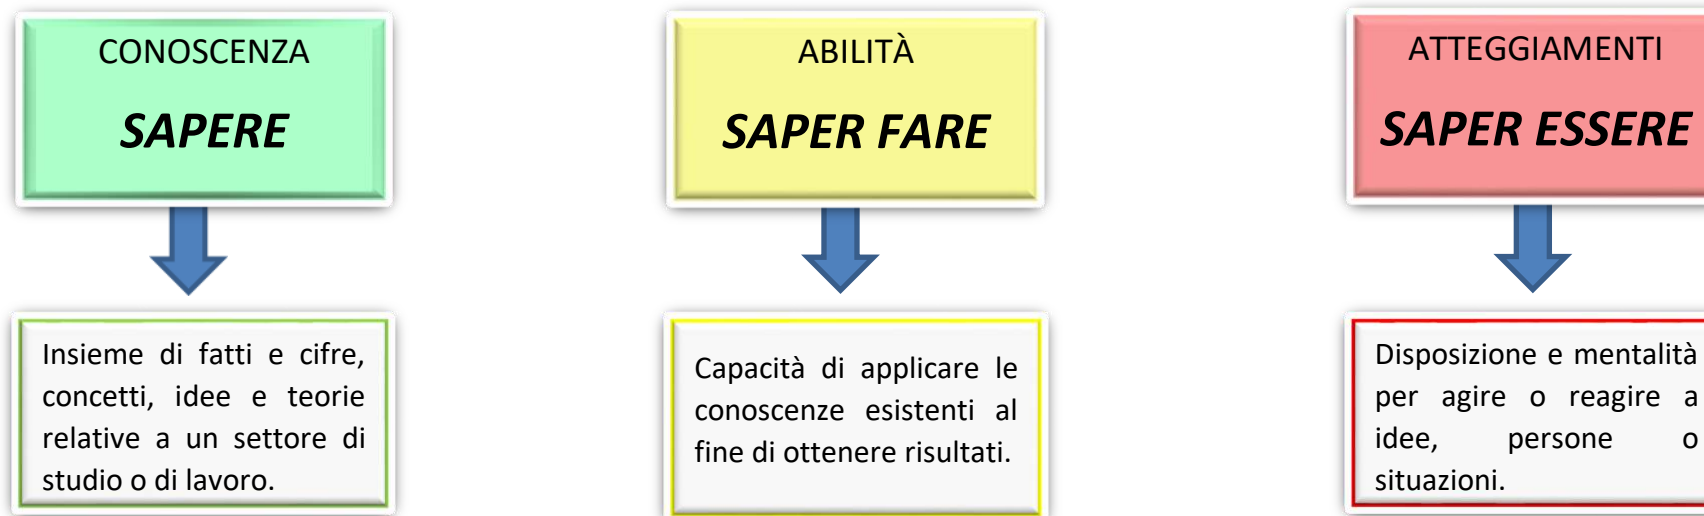 CONOSCENZA
SAPERE
Insieme di fatti e cifre,
concetti, idee e teorie
relative a un settore di
studio o di lavoro.
ABILITÀ
SAPER FARE
Capacità di applicare le
conoscenze esistenti al
fine di ottenere risultati.
ATTEGGIAMENTI
SAPER ESSERE
Disposizione e mentalità
per agire o reagire a
idee, persone o
situazioni.